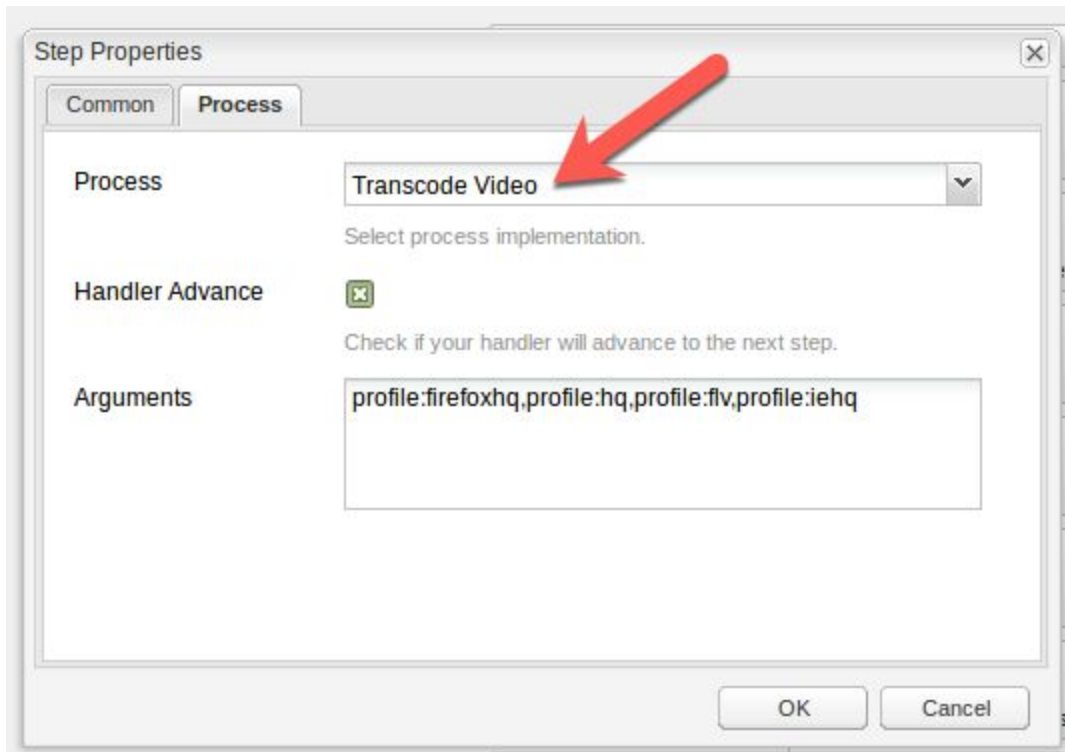 Step Properties
Common Process
Process
Transcode Video
Select process implementation.
Handler Advance
Check if your handler will advance to the next step.
Arguments
profile:firefoxhq,profile:hq,profile:flv,profile:iehq
OK Cancel